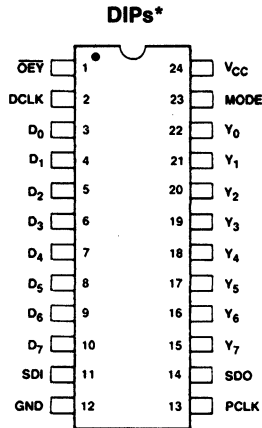 DIPs*
OEY 1 24 VCC
DCLK 2 23 MODE
D0 3 22 Y0
D1 4 21 Y1
D2 5 20 Y2
D3 6 19 Y3
D4 7 18 Y4
D5 8 17 Y5
D6 9 16 Y6
D7 10 15 Y7
SDI 11 14 SDO
GND 12 13 PCLK